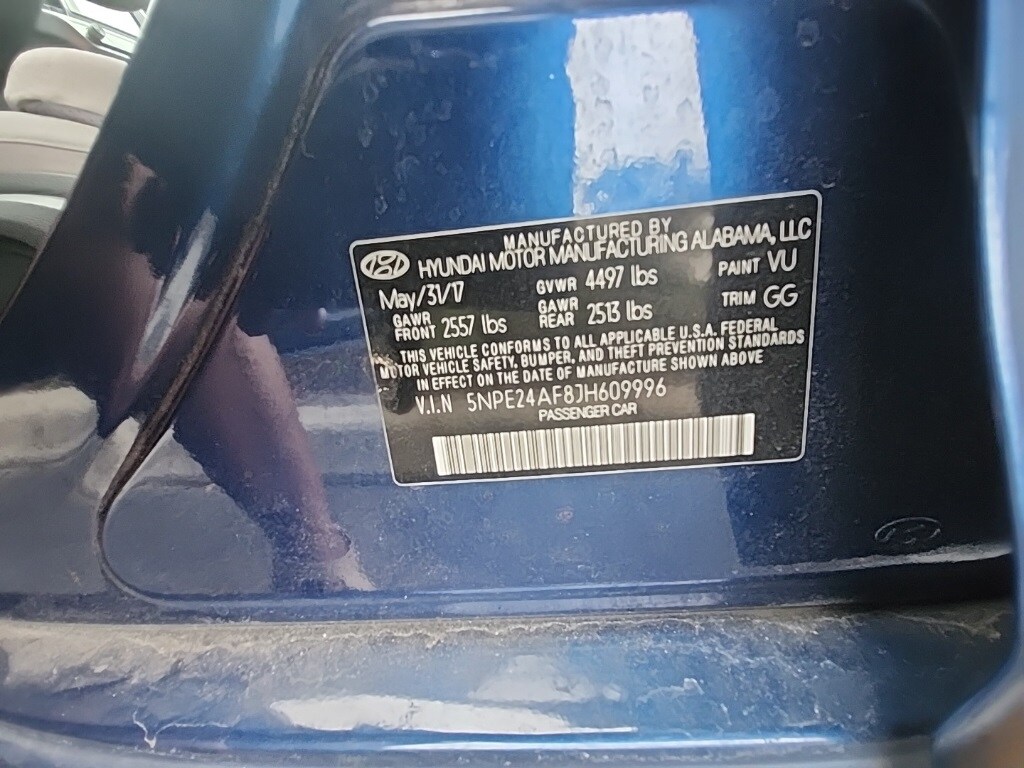 MANUFACTURED BY
HYUNDAI MOTOR MANUFACTURING ALABAMA, LLC
May/31/17 GVWR 4497 lbs PAINT VU
GAWR FRONT 2557 lbs GAWR REAR 2513 lbs TRIM GG
THIS VEHICLE CONFORMS TO ALL APPLICABLE U.S.A. FEDERAL
MOTOR VEHICLE SAFETY, BUMPER, AND THEFT PREVENTION STANDARDS
IN EFFECT ON THE DATE OF MANUFACTURE SHOWN ABOVE
V.I.N 5NPE24AF8JH609996
PASSENGER CAR